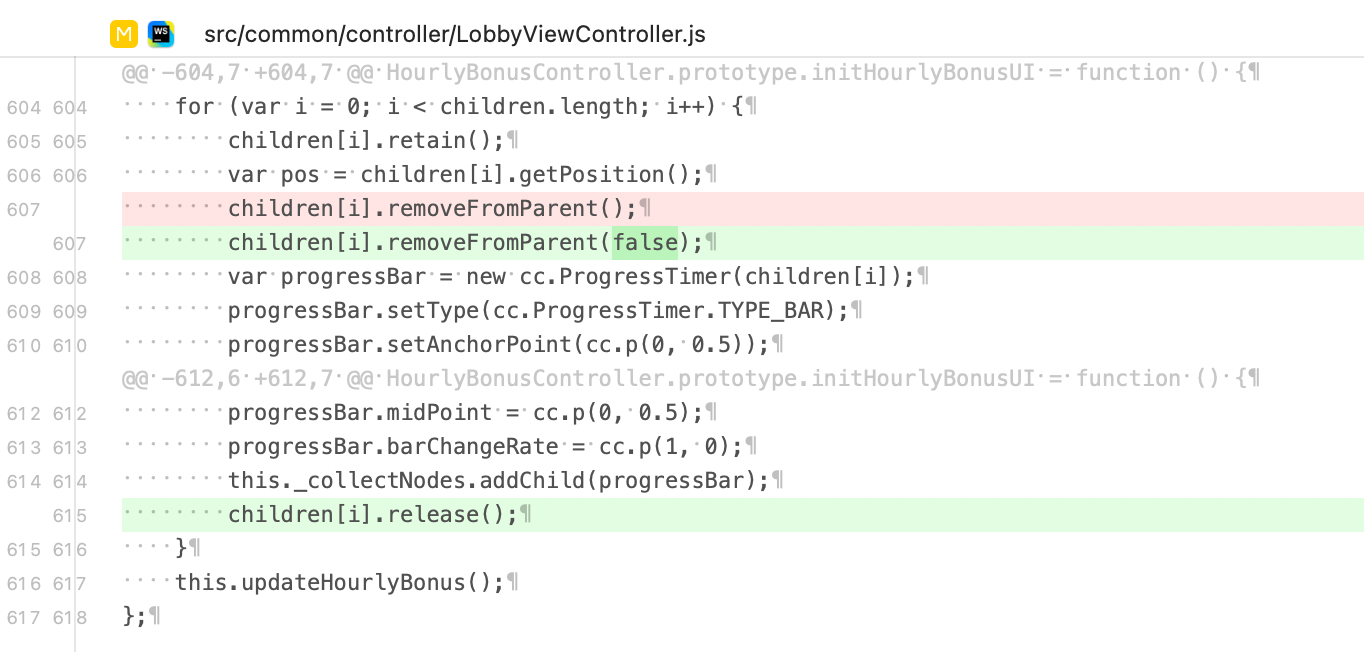 M WS src/common/controller/LobbyViewController.js
@@ -604,7 +604,7 @@ HourlyBonusController.prototype.initHourlyBonusUI = function () {¶
604 604 ····for (var i = 0; i < children.length; i++) {¶
605 605 ········children[i].retain();¶
606 606 ········var pos = children[i].getPosition();¶
607 ········children[i].removeFromParent();¶
607 ········children[i].removeFromParent(false);¶
608 608 ········var progressBar = new cc.ProgressTimer(children[i]);¶
609 609 ········progressBar.setType(cc.ProgressTimer.TYPE_BAR);¶
610 610 ········progressBar.setAnchorPoint(cc.p(0, 0.5));¶
@@ -612,6 +612,7 @@ HourlyBonusController.prototype.initHourlyBonusUI = function () {¶
612 612 ········progressBar.midPoint = cc.p(0, 0.5);¶
613 613 ········progressBar.barChangeRate = cc.p(1, 0);¶
614 614 ········this._collectNodes.addChild(progressBar);¶
615 ········children[i].release();¶
615 616 ····}¶
616 617 ····this.updateHourlyBonus();¶
617 618 };¶